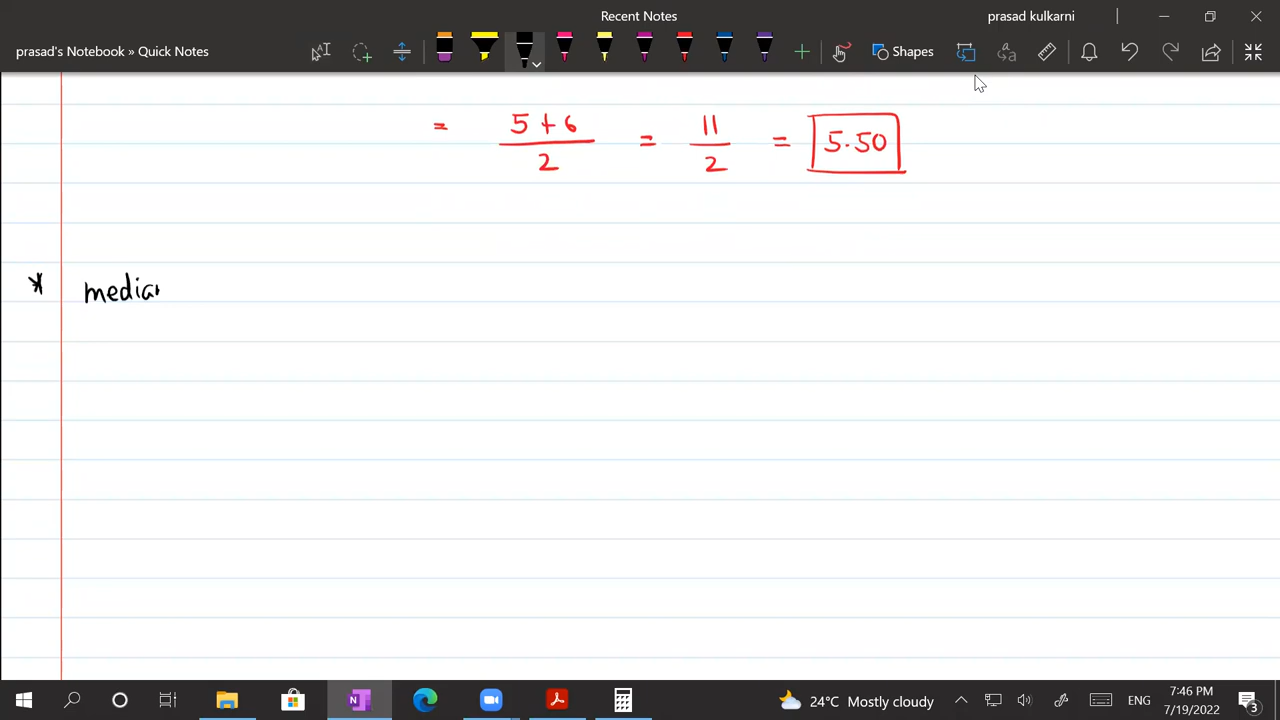 Recent Notes
prasad kulkarni
prasad's Notebook » Quick Notes
Shapes
= 5+6/2 = 11/2 = 5.50
* media
24°C Mostly cloudy
ENG
7:46 PM
7/19/2022
3